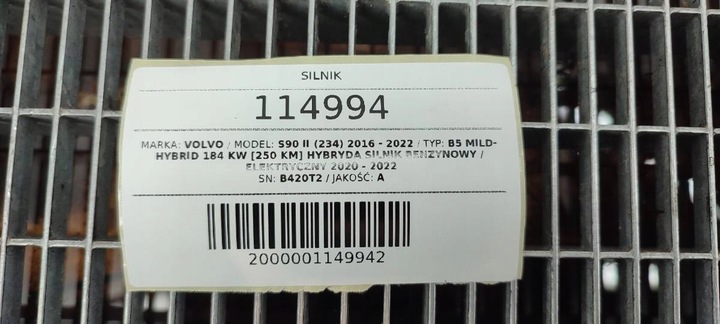 SILNIK
114994
MARKA: VOLVO / MODEL: S90 II (234) 2016 - 2022 / TYP: B5 MILD-
HYBRID 184 KW [250 KM] HYBRYDA SILNIK BENZYNOWY /
ELEKTRYCZNY 2020 - 2022
SN: B420T2 / JAKOŚĆ: A
2000001149942